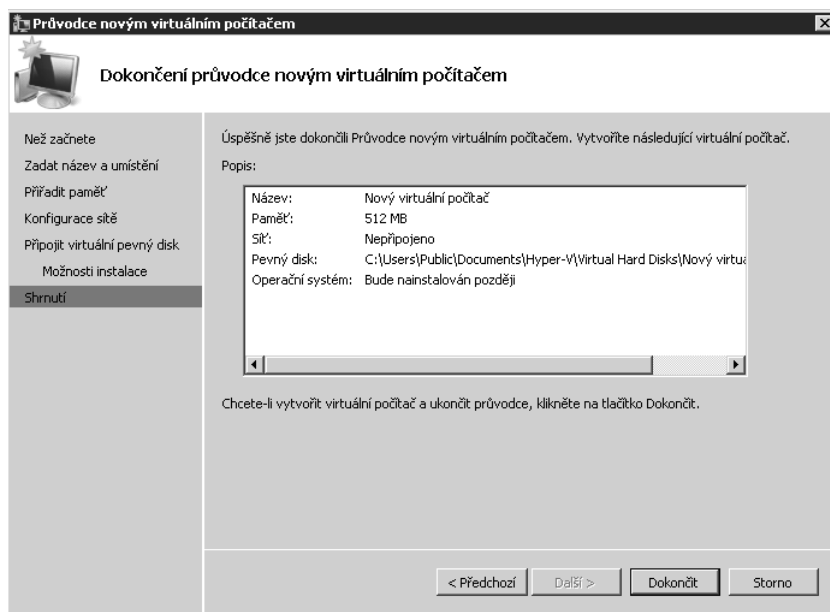 Průvodce novým virtuálním počítačem
Dokončení průvodce novým virtuálním počítačem
Než začnete
Zadat název a umístění
Přiřadit paměť
Konfigurace sítě
Připojit virtuální pevný disk
Možnosti instalace
Shrnutí
Úspěšně jste dokončili Průvodce novým virtuálním počítačem. Vytvoříte následující virtuální počítač.
Popis:
Název: Nový virtuální počítač
Paměť: 512 MB
Síť: Nepřipojeno
Pevný disk: C:\Users\Public\Documents\Hyper-V\Virtual Hard Disks\Nový virtua
Operační systém: Bude nainstalován později
Chcete-li vytvořit virtuální počítač a ukončit průvodce, klikněte na tlačítko Dokončit.
< Předchozí Další > Dokončit Storno